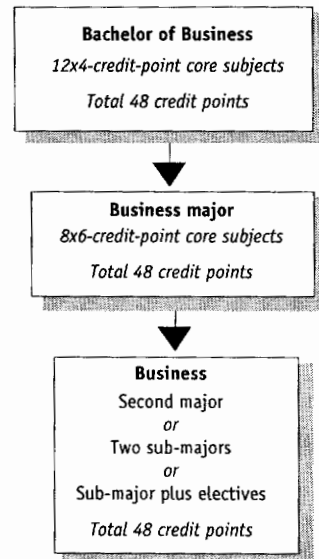 Bachelor of Business
12x4-credit-point core subjects
Total 48 credit points
Business major
8x6-credit-point core subjects
Total 48 credit points
Business
Second major
or
Two sub-majors
or
Sub-major plus electives
Total 48 credit points